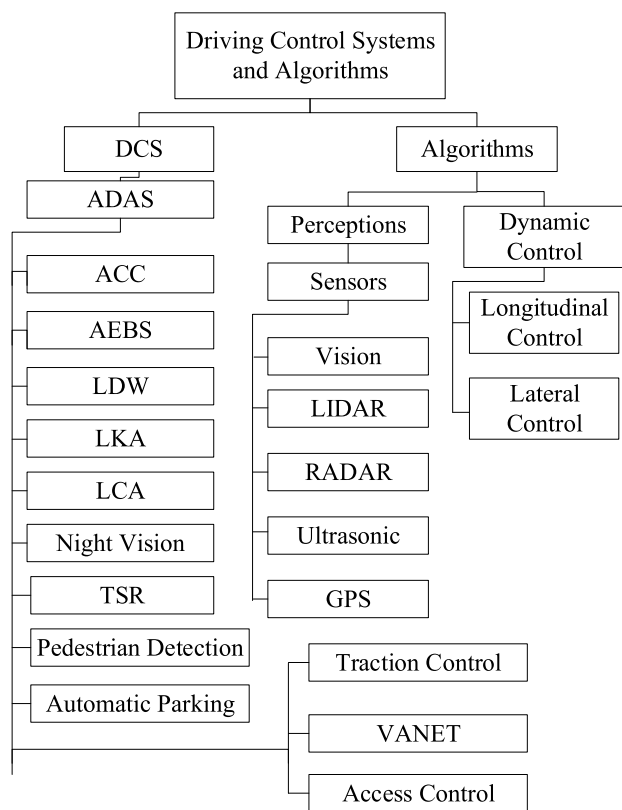 Driving Control Systems
and Algorithms
DCS
Algorithms
ADAS
Perceptions
Dynamic
Control
ACC
Sensors
Longitudinal
Control
AEBS
Vision
LDW
LIDAR
Lateral
Control
LKA
RADAR
LCA
Night Vision
Ultrasonic
TSR
GPS
Pedestrian Detection
Traction Control
Automatic Parking
VANET
Access Control